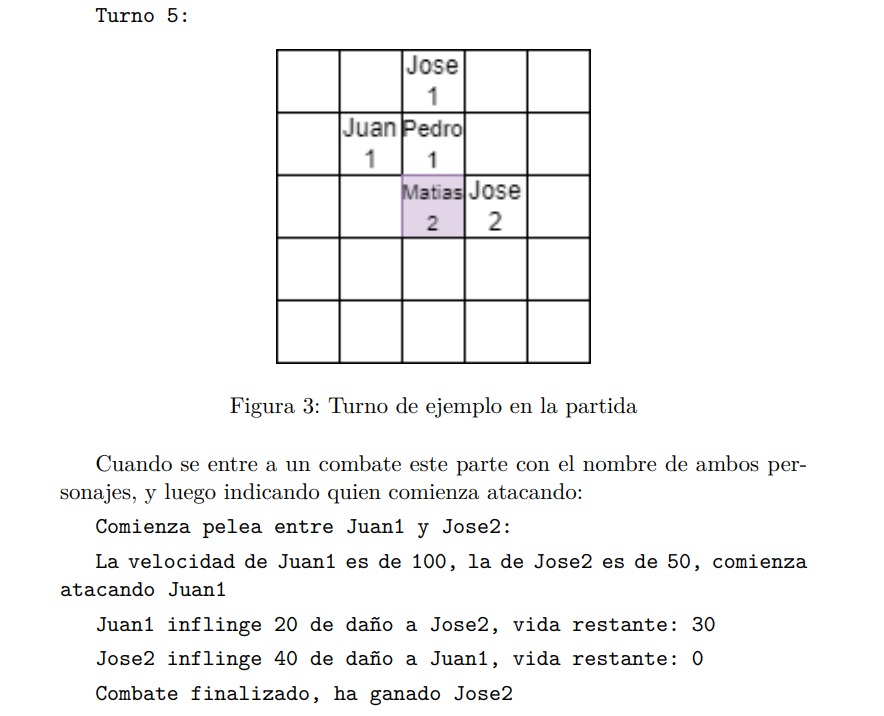 Turno 5:
Jose
1
Juan Pedro
1 1
Matias Jose
2 2
Figura 3: Turno de ejemplo en la partida
Cuando se entre a un combate este parte con el nombre de ambos per-
sonajes, y luego indicando quien comienza atacando:
Comienza pelea entre Juan1 y Jose2:
La velocidad de Juan1 es de 100, la de Jose2 es de 50, comienza
atacando Juan1
Juan1 inflinge 20 de daño a Jose2, vida restante: 30
Jose2 inflinge 40 de daño a Juan1, vida restante: 0
Combate finalizado, ha ganado Jose2